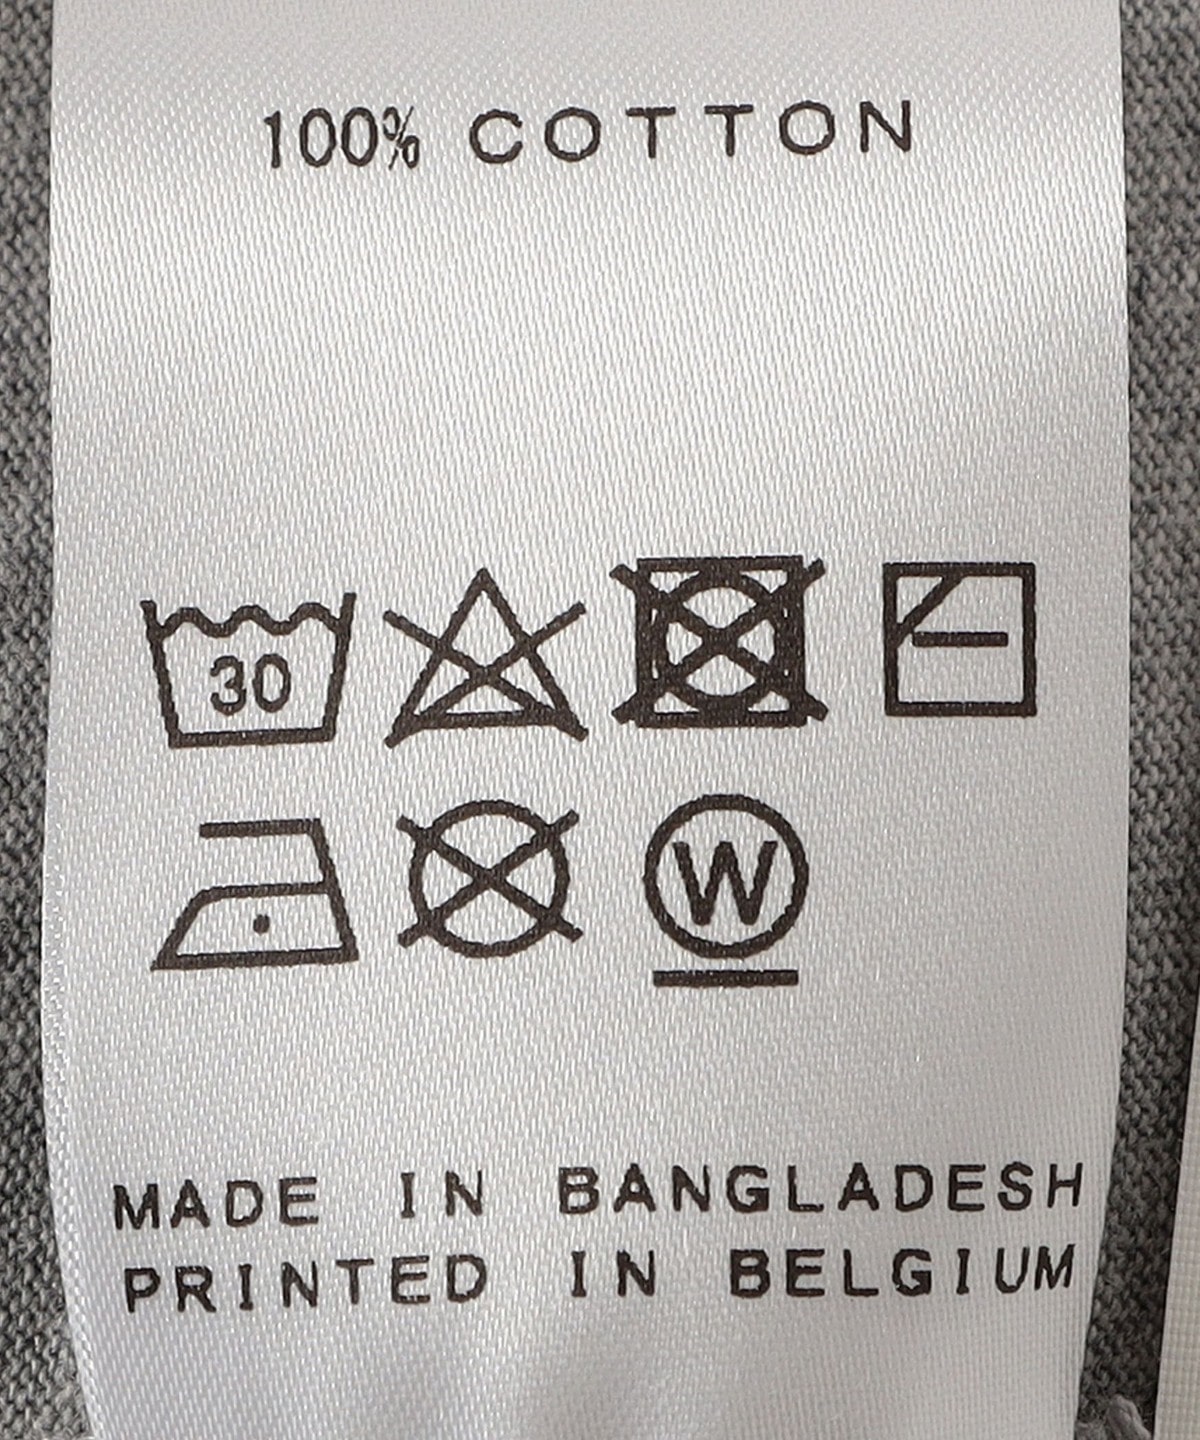 100% COTTON
30
W
MADE IN BANGLADESH
PRINTED IN BELGIUM